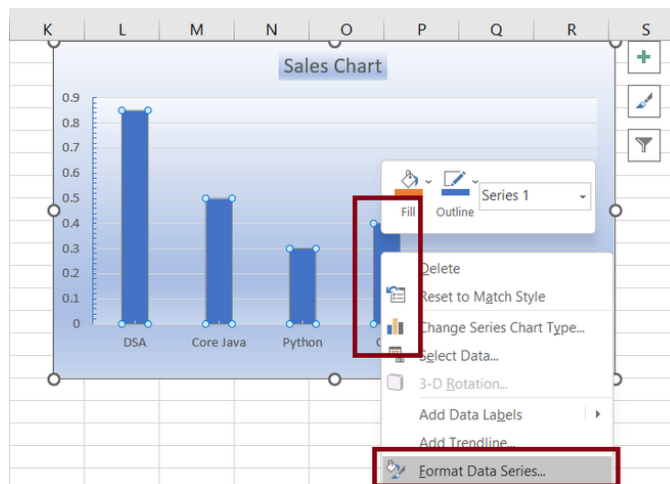 K L M N O P Q R S
Sales Chart
0.9
0.8
0.7
0.6
0.5
0.4
0.3
0.2
0.1
0
DSA Core Java Python
Fill Outline Series 1
Delete
Reset to Match Style
Change Series Chart Type...
Select Data...
3-D Rotation...
Add Data Labels
Add Trendline...
Format Data Series...